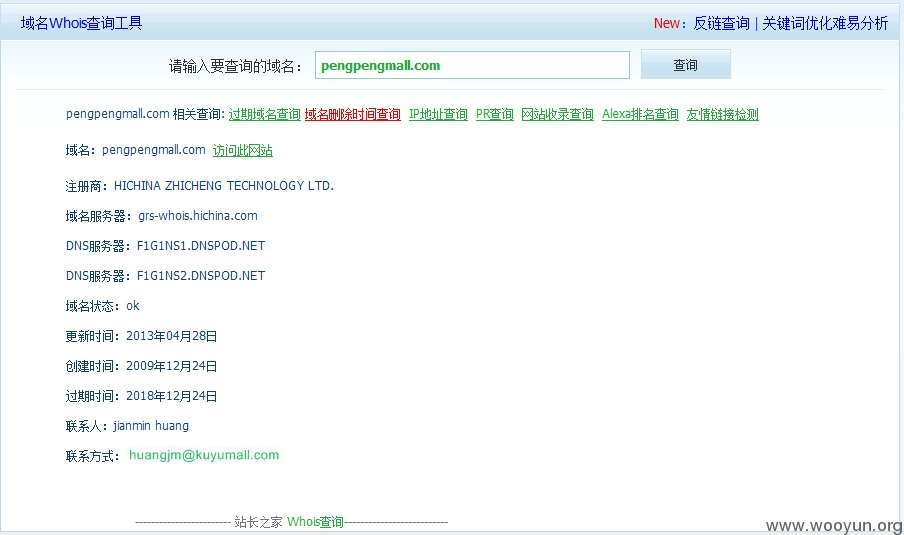 域名Whois查询工具 New：反链查询 | 关键词优化难易分析
请输入要查询的域名： pengpengmall.com 查询
pengpengmall.com 相关查询: 过期域名查询 域名删除时间查询 IP地址查询 PR查询 网站收录查询 Alexa排名查询 友情链接检测
域名：pengpengmall.com 访问此网站
注册商：HICHINA ZHICHENG TECHNOLOGY LTD.
域名服务器：grs-whois.hichina.com
DNS服务器：F1G1NS1.DNSPOD.NET
DNS服务器：F1G1NS2.DNSPOD.NET
域名状态：ok
更新时间：2013年04月28日
创建时间：2009年12月24日
过期时间：2018年12月24日
联系人：jianmin huang
联系方式：huangjm@kuyumall.com
------------------------ 站长之家 Whois查询--------------------------
www.wooyun.org